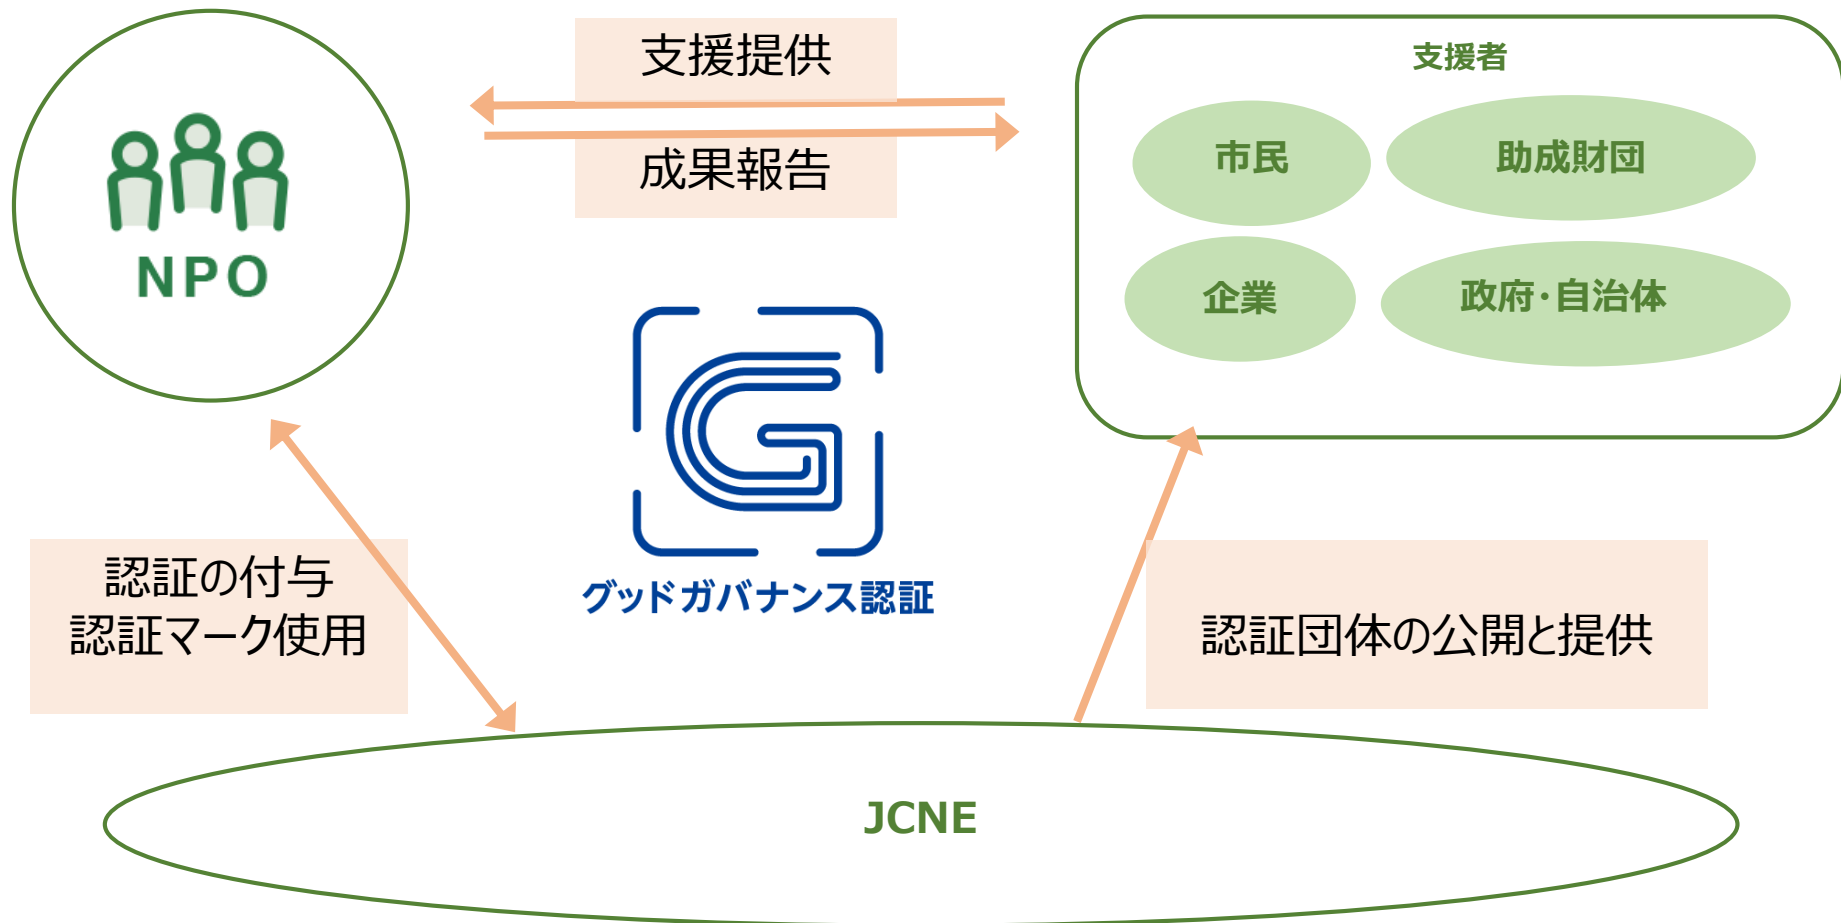 支援提供
支援者
市民
助成財団
成果報告
NPO
企業
政府・自治体
グッドガバナンス認証
認証の付与
認証マーク使用
認証団体の公開と提供
JCNE